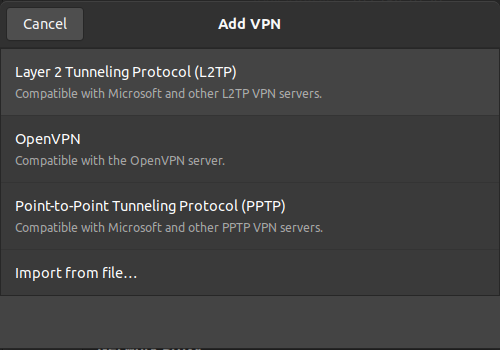 Cancel
Add VPN
Layer 2 Tunneling Protocol (L2TP)
Compatible with Microsoft and other L2TP VPN servers.
OpenVPN
Compatible with the OpenVPN server.
Point-to-Point Tunneling Protocol (PPTP)
Compatible with Microsoft and other PPTP VPN servers.
Import from file…